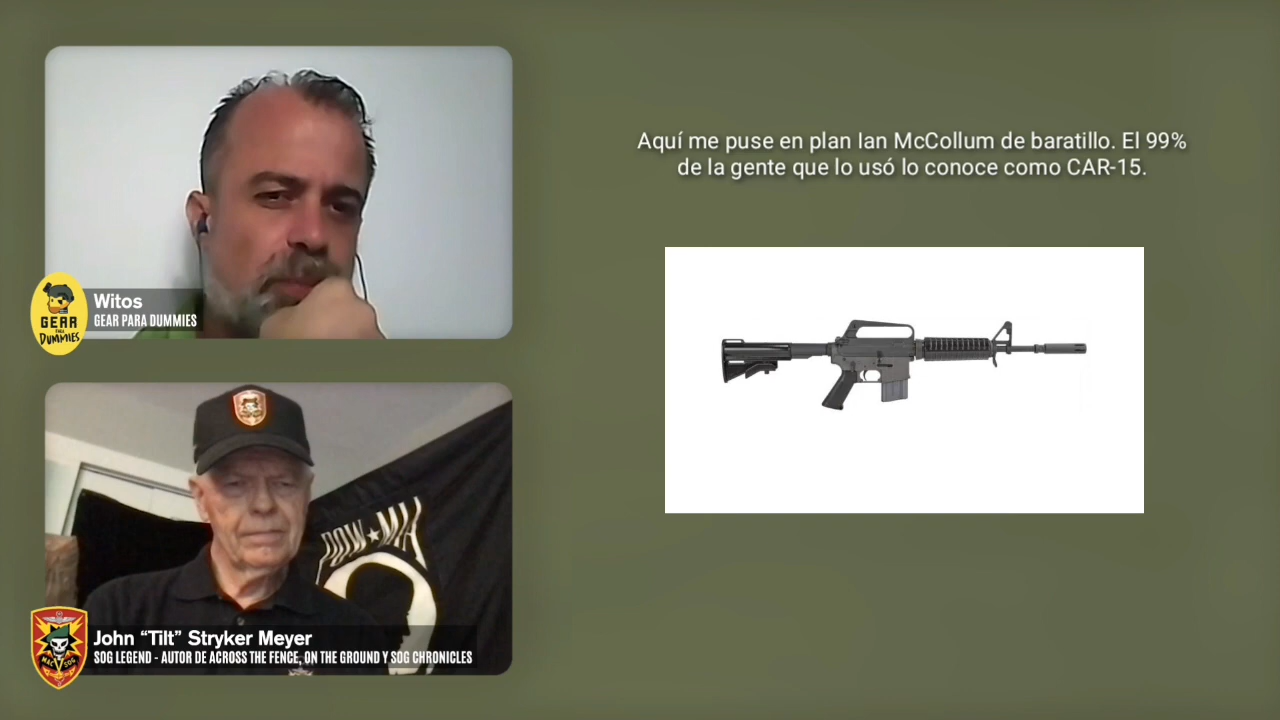 Aquí me puse en plan Ian McCollum de baratillo. El 99%
de la gente que lo usó lo conoce como CAR-15.
Witos
GEAR PARA DUMMIES
GEAR
PARA
DUMMIES
POW★MIA
John “Tilt” Stryker Meyer
SOG LEGEND - AUTOR DE ACROSS THE FENCE, ON THE GROUND Y SOG CHRONICLES
MAC V SOG